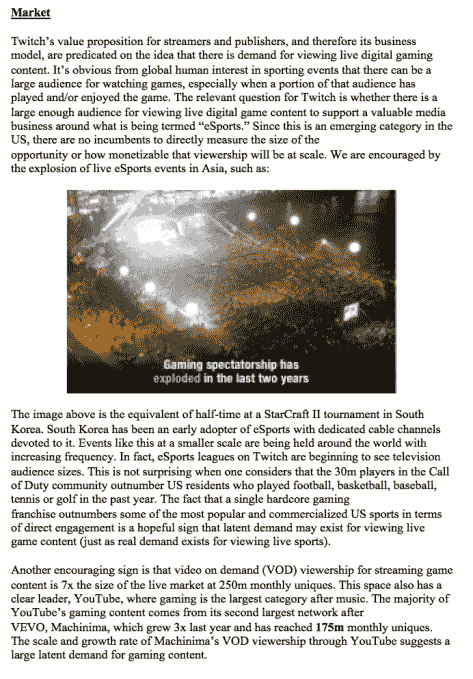 Market
Twitch's value proposition for streamers and publishers, and therefore its business
model, are predicated on the idea that there is demand for viewing live digital gaming
content. It's obvious from global human interest in sporting events that there can be a
large audience for watching games, especially when a portion of that audience has
played and/or enjoyed the game. The relevant question for Twitch is whether there is a
large enough audience for viewing live digital game content to support a valuable media
business around what is being termed “eSports.” Since this is an emerging category in the
US, there are no incumbents to directly measure the size of the
opportunity or how monetizable that viewership will be at scale. We are encouraged by
the explosion of live eSports events in Asia, such as:
Gaming spectatorship has
exploded in the last two years
The image above is the equivalent of half-time at a StarCraft II tournament in South
Korea. South Korea has been an early adopter of eSports with dedicated cable channels
devoted to it. Events like this at a smaller scale are being held around the world with
increasing frequency. In fact, eSports leagues on Twitch are beginning to see television
audience sizes. This is not surprising when one considers that the 30m players in the Call
of Duty community outnumber US residents who played football, basketball, baseball,
tennis or golf in the past year. The fact that a single hardcore gaming
franchise outnumbers some of the most popular and commercialized US sports in terms
of direct engagement is a hopeful sign that latent demand may exist for viewing live
game content (just as real demand exists for viewing live sports).
Another encouraging sign is that video on demand (VOD) viewership for streaming game
content is 7x the size of the live market at 250m monthly uniques. This space also has a
clear leader, YouTube, where gaming is the largest category after music. The majority of
YouTube's gaming content comes from its second largest network after
VEVO, Machinima, which grew 3x last year and has reached 175m monthly uniques.
The scale and growth rate of Machinima's VOD viewership through YouTube suggests a
large latent demand for gaming content.